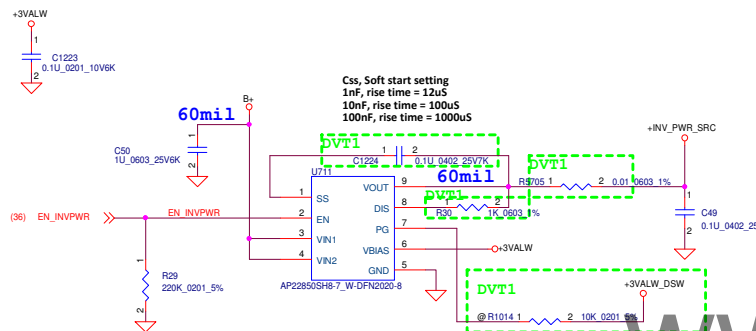 +3VALW
1
C1223
0.1U_0201_10V6K
2
Css, Soft start setting
1nF, rise time = 12uS
10nF, rise time = 100uS
100nF, rise time = 1000uS
B+
60mil
+INV_PWR_SRC
DVT1
1
2
C1224
0.1U_0402_25V7K
C50
1U_0603_25V6K
1
2
60mil
DVT1
R5705
1
2
0.01_0603_1%
U711
1
SS
VOUT
9
DVT1
R30
1
2
1K_0603_1%
(36)
EN_INVPWR
EN_INVPWR
2
EN
DIS
8
3
VIN1
PG
7
4
VIN2
VBIAS
6
+3VALW
GND
5
AP22850SH8-7_W-DFN2020-8
1
2
C49
0.1U_0402_25
1
R29
220K_0201_5%
2
DVT1
+3VALW_DSW
@
R1014
1
2
10K_0201_5%